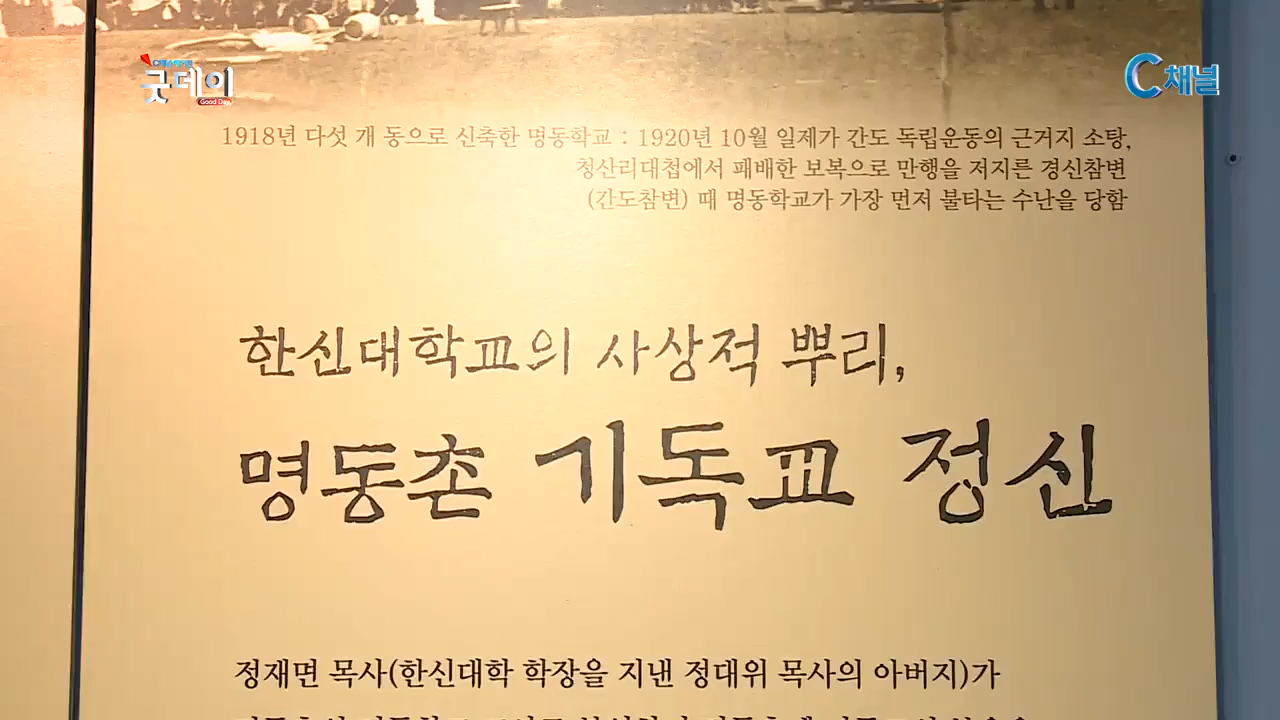 굿데이
Good Day
C채널
1918년 다섯 개 동으로 신축한 명동학교 : 1920년 10월 일제가 간도 독립운동의 근거지 소탕,
청산리대첩에서 패배한 보복으로 만행을 저지른 경신참변
(간도참변) 때 명동학교가 가장 먼저 불타는 수난을 당함
한신대학교의 사상적 뿌리,
명동촌 기독교 정신
정재면 목사(한신대학 학장을 지낸 정대위 목사의 아버지)가